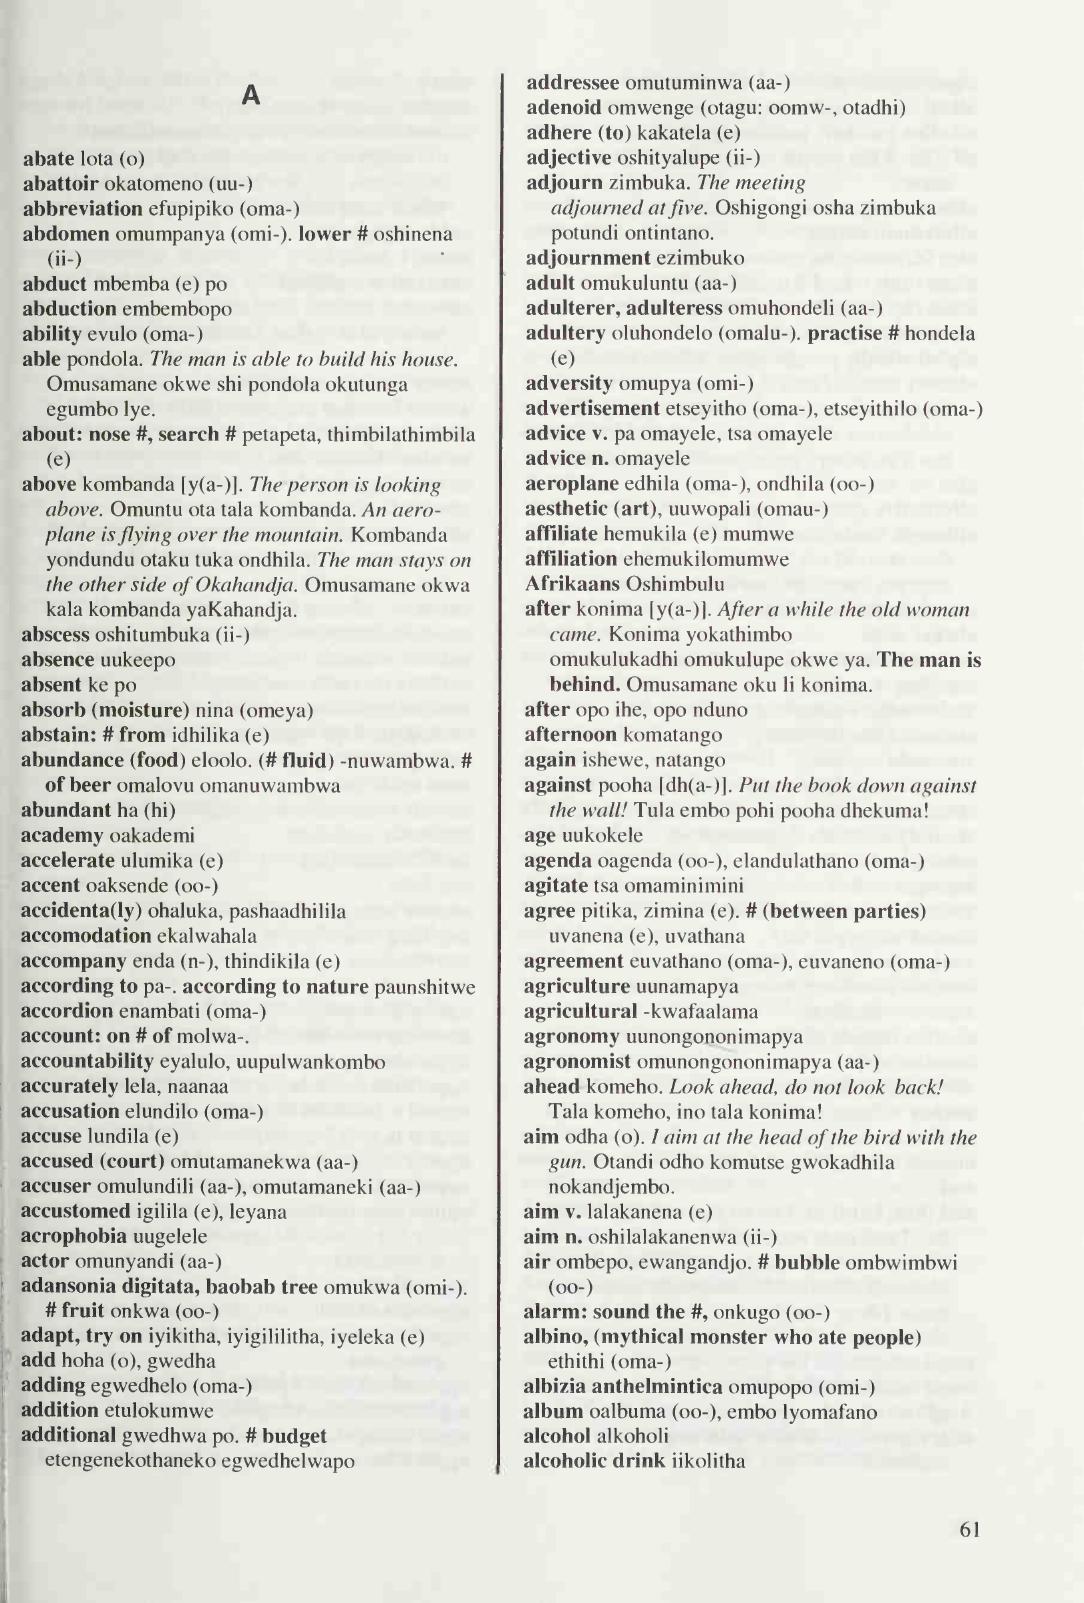 A
abate lota (o)
abattoir okatomeno (uu-)
abbreviation efupipiko (oma-)
abdomen omumpanya (omi-). lower # oshinena
(ii-)
abduct mbemba (e) po
abduction embembopo
ability evulo (oma-)
able pondola. The man is able to build his house.
Omusamane okwe shi pondola okutunga
egumbo lye.
about: nose #, search # petapeta, thimbilathimbila
(e)
above kombanda [y(a-)]. The person is looking
above. Omuntu ota tala kombanda. An aero-
plane is flying over the mountain. Kombanda
yondundu otaku tuka ondhila. The man stays on
the other side of Okahandja. Omusamane okwa
kala kombanda yaKahandja.
abscess oshitumbuka (ii-)
absence uukeepo
absent ke po
absorb (moisture) nina (omeya)
abstain: # from idhilika (e)
abundance (food) eloolo. (# fluid) -nuwambwa. #
of beer omalovu omanuwambwa
abundant ha (hi)
academy oakademi
accelerate ulumika (e)
accent oaksende (oo-)
accidenta(ly) ohaluka, pashaadhilila
accomodation ekalwahala
accompany enda (n-), thindikila (e)
according to pa-. according to nature paunshitwe
accordion enambati (oma-)
account: on # of molwa-.
accountability eyalulo, uupulwankombo
accurately lela, naanaa
accusation elundilo (oma-)
accuse lundila (e)
accused (court) omutamanekwa (aa-)
accuser omulundili (aa-), omutamaneki (aa-)
accustomed igilila (e), leyana
acrophobia uugelele
actor omunyandi (aa-)
adansonia digitata, baobab tree omukwa (omi-).
# fruit onkwa (oo-)
adapt, try on iyikitha, iyigililitha, iyeleka (e)
add hoha (o), gwedha
adding egwedhelo (oma-)
addition etulokumwe
additional gwedhwa po. # budget
etengenekothaneko egwedhelwapo
addressee omutuminwa (aa-)
adenoid omwenge (otagu: oomw-, otadhi)
adhere (to) kakatela (e)
adjective oshityalupe (ii-)
adjourn zimbuka. The meeting
adjourned at five. Oshigongi osha zimbuka
potundi ontintano.
adjournment ezimbuko
adult omukuluntu (aa-)
adulterer, adulteress omuhondeli (aa-)
adultery oluhondelo (omalu-). practise # hondela
(e)
adversity omupya (omi-)
advertisement etseyitho (oma-), etseyithilo (oma-)
advice v. pa omayele, tsa omayele
advice n. omayele
aeroplane edhila (oma-), ondhila (oo-)
aesthetic (art), uuwopali (omau-)
affiliate hemukila (e) mumwe
affiliation ehemukilomumwe
Afrikaans Oshimbulu
after konima [y(a-)]. After a while the old woman
came. Konima yokathimbo
omukulukadhi omukulupe okwe ya. The man is
behind. Omusamane oku li konima.
after opo ihe, opo nduno
afternoon komatango
again ishewe, natango
against pooha [dh(a-)]. Put the book down against
the wall! Tula embo pohi pooha dhekuma!
age uukokele
agenda oagenda (oo-), elandulathano (oma-)
agitate tsa omaminimini
agree pitika, zimina (e). # (between parties)
uvanena (e), uvathana
agreement euvathano (oma-), euvaneno (oma-)
agriculture uunamapya
agricultural -kwafaalama
agronomy uunongononimapya
agronomist omunongononimapya (aa-)
ahead komeho. Look ahead, do not look back!
Tala komeho, ino tala konima!
aim odha (o). I aim at the head of the bird with the
gun. Otandi odho komutse gwokadhila
nokandjembo.
aim v. lalakanena (e)
aim n. oshilalakanenwa (ii-)
air ombepo, ewangandjo. # bubble ombwimbwi
(oo-)
alarm: sound the #, onkugo (oo-)
albino, (mythical monster who ate people)
ethithi (oma-)
albizia anthelmintica omupopo (omi-)
album oalbuma (oo-), embo lyomafano
alcohol alkoholi
alcoholic drink iikolitha
61